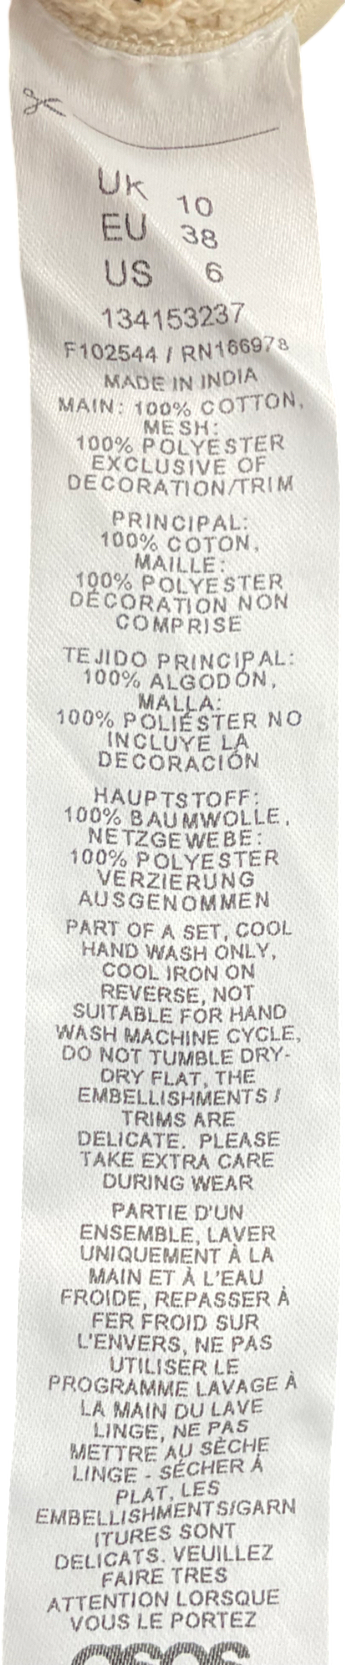 UK 10
EU 38
US 6
134153237
F102544 / RN166978
MADE IN INDIA
MAIN: 100% COTTON,
MESH:
100% POLYESTER
EXCLUSIVE OF
DECORATION/TRIM
PRINCIPAL:
100% COTON,
MAILLE:
100% POLYESTER
DÉCORATION NON
COMPRISE
TEJIDO PRINCIPAL:
100% ALGODÓN,
MALLA:
100% POLIÉSTER NO
INCLUYE LA
DECORACIÓN
HAUPTSTOFF:
100% BAUMWOLLE,
NETZGEWEBE:
100% POLYESTER
VERZIERUNG
AUSGENOMMEN
PART OF A SET, COOL
HAND WASH ONLY,
COOL IRON ON
REVERSE, NOT
SUITABLE FOR HAND
WASH MACHINE CYCLE,
DO NOT TUMBLE DRY-
DRY FLAT, THE
EMBELLISHMENTS /
TRIMS ARE
DELICATE. PLEASE
TAKE EXTRA CARE
DURING WEAR
PARTIE D'UN
ENSEMBLE, LAVER
UNIQUEMENT À LA
MAIN ET À L'EAU
FROIDE, REPASSER À
FER FROID SUR
L'ENVERS, NE PAS
UTILISER LE
PROGRAMME LAVAGE À
LA MAIN DU LAVE
LINGE, NE PAS
METTRE AU SÈCHE
LINGE - SÉCHER À
PLAT, LES
EMBELLISHMENTS/GARN
ITURES SONT
DELICATS. VEUILLEZ
FAIRE TRES
ATTENTION LORSQUE
VOUS LE PORTEZ
asos